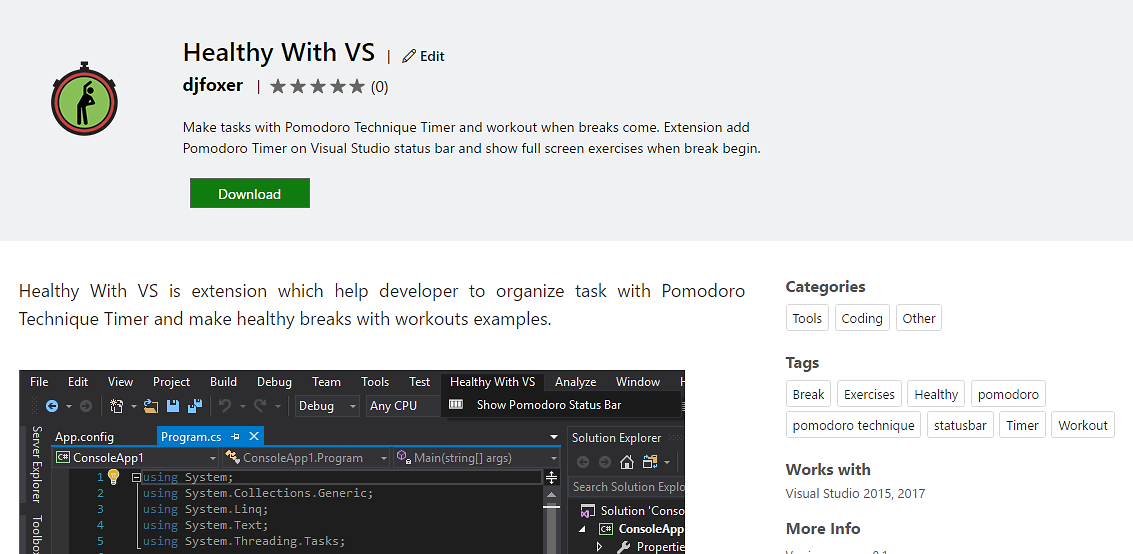 Healthy With VS | Edit
djfoxer | (0)
Make tasks with Pomodoro Technique Timer and workout when breaks come. Extension add
Pomodoro Timer on Visual Studio status bar and show full screen exercises when break begin.
Download
Healthy With VS is extension which help developer to organize task with Pomodoro
Technique Timer and make healthy breaks with workouts examples.
File Edit View Project Build Debug Team Tools Test Healthy With VS Analyze Window
Debug Any CPU Show Pomodoro Status Bar
Server Explorer
Toolbox
App.config Program.cs
ConsoleApp1 ConsoleApp1.Program Main(string[] args)
1 using System;
2 using System.Collections.Generic;
3 using System.Linq;
4 using System.Text;
5 using System.Threading.Tasks;
Solution Explorer
Search Solution Explo
Solution 'Conso
ConsoleApp
Properti
Categories
Tools Coding Other
Tags
Break Exercises Healthy pomodoro
pomodoro technique statusbar Timer Workout
Works with
Visual Studio 2015, 2017
More Info